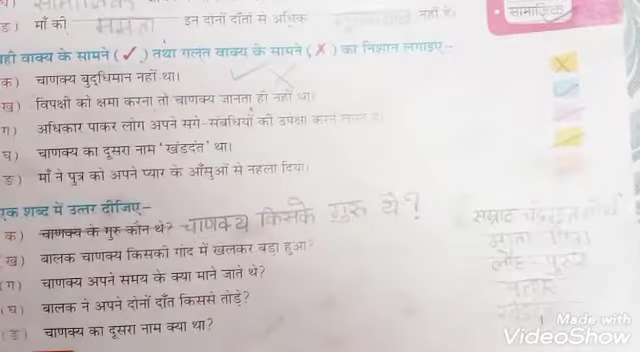 घ) सामाजिक
ङ) माँ की ममता इन दोनों दाँतों से अधिक नहीं है।
सामाजिक
ही वाक्य के सामने ( ✓ ) तथा गलत वाक्य के सामने ( ✗ ) का निशान लगाइए–
क) चाणक्य बुद्धिमान नहीं था।
ख) विपक्षी को क्षमा करना तो चाणक्य जानता ही नहीं था।
ग) अधिकार पाकर लोग अपने सगे-संबंधियों की उपेक्षा करने लगते हैं।
घ) चाणक्य का दूसरा नाम 'खंडदंत' था।
ङ) माँ ने पुत्र को अपने प्यार के आँसुओं से नहला दिया।
एक शब्द में उत्तर दीजिए–
क) चाणक्य के गुरु कौन थे? चाणक्य किसके गुरु थे? सम्राट चंद्रगुप्त मौर्य
ख) बालक चाणक्य किसकी गोद में खेलकर बड़ा हुआ? माता पिता
ग) चाणक्य अपने समय के क्या माने जाते थे? लौह-पुरुष
(घ) बालक ने अपने दोनों दाँत किससे तोड़े? पत्थर
(ङ) चाणक्य का दूसरा नाम क्या था?
Made with
VideoShow